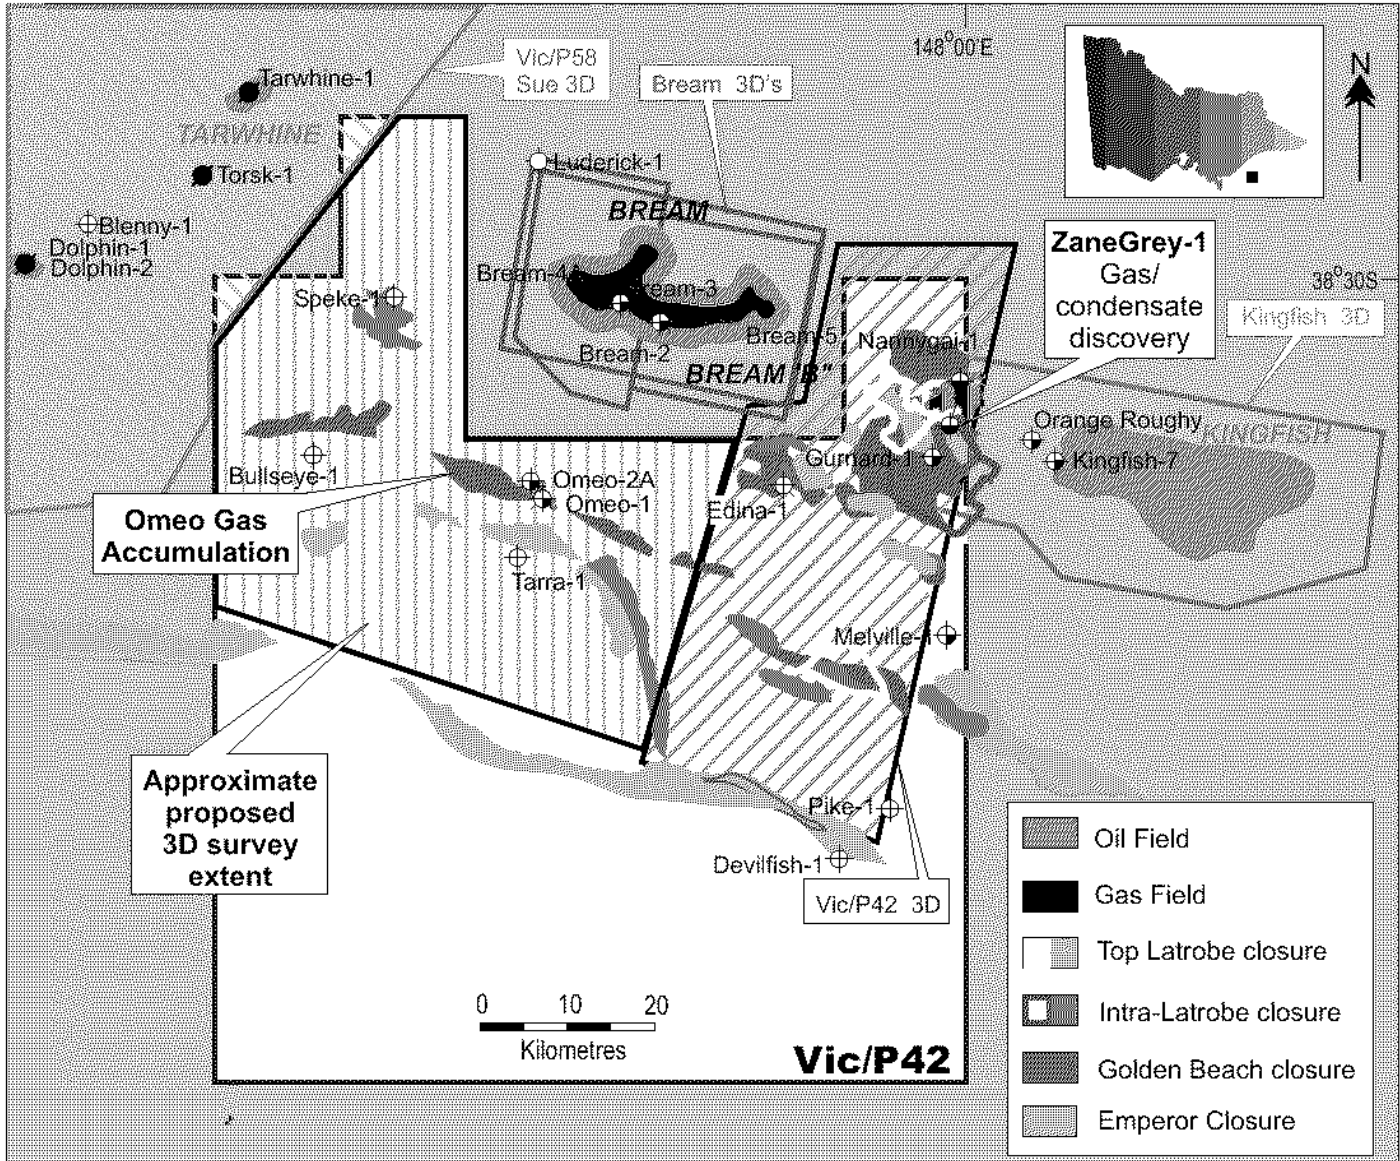 148°00'E
N
Vic/P58
Sue 3D
Bream 3D's
Tarwhine-1
TARWHINE
Torsk-1
Luderick-1
Blenny-1
Dolphin-1
Dolphin-2
BREAM
ZaneGrey-1
Gas/
condensate
discovery
38°30S
Kingfish 3D
Speke-1
Bream-4
Bream-3
Bream-2
Bream-5
BREAM "B"
Nannygai-1
Orange Roughy
KINGFISH
Kingfish-7
Gurnard-1
Bullseye-1
Omeo-2A
Omeo-1
Edina-1
Omeo Gas
Accumulation
Tarra-1
Melville-1
Approximate
proposed
3D survey
extent
Pike-1
Devilfish-1
Vic/P42 3D
Oil Field
Gas Field
Top Latrobe closure
Intra-Latrobe closure
Golden Beach closure
Emperor Closure
0 10 20
Kilometres
Vic/P42